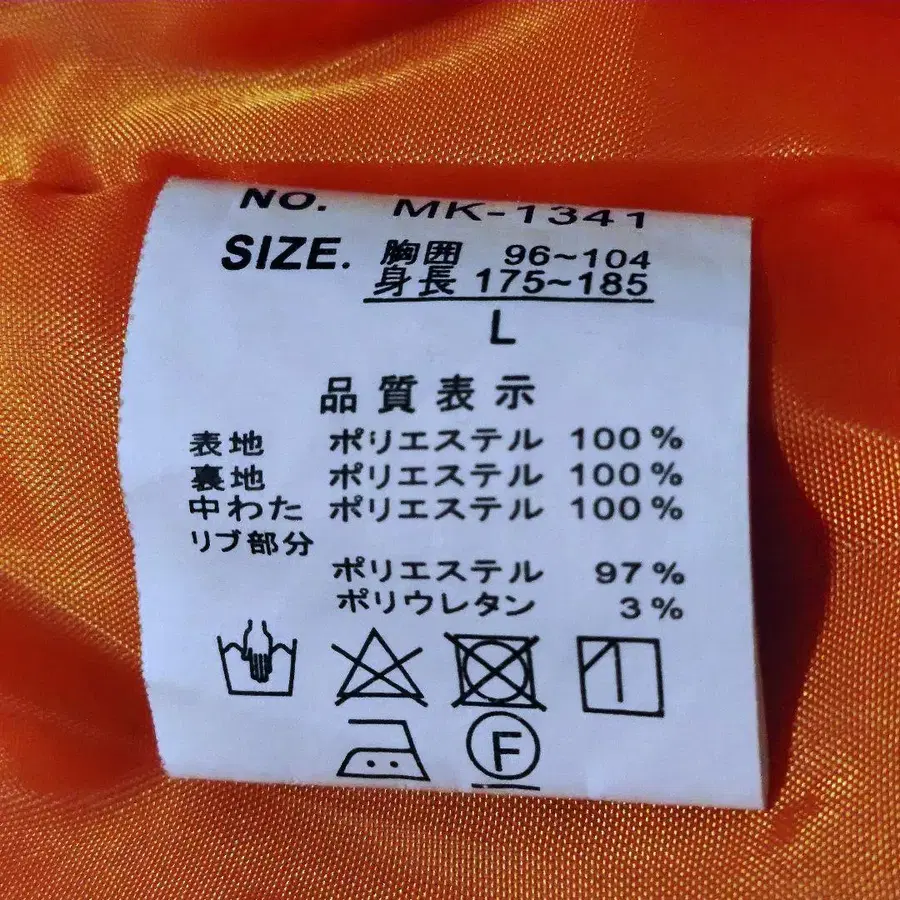 NO. MK-1341
SIZE. 胸囲 96~104
身長 175~185
L
品質表示
表地 ポリエステル 100%
裏地 ポリエステル 100%
中わた ポリエステル 100%
リブ部分
ポリエステル 97%
ポリウレタン 3%
F